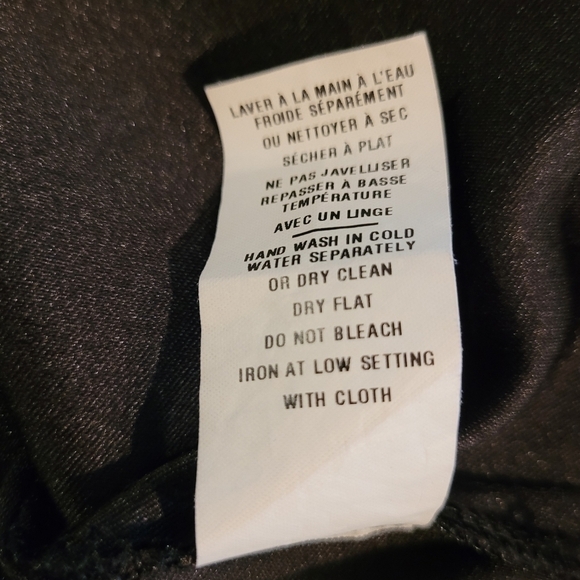 LAVER À LA MAIN À L'EAU
FROIDE SÉPARÉMENT
OU NETTOYER À SEC
SÉCHER À PLAT
NE PAS JAVELLISER
REPASSER À BASSE
TEMPÉRATURE
AVEC UN LINGE
HAND WASH IN COLD
WATER SEPARATELY
OR DRY CLEAN
DRY FLAT
DO NOT BLEACH
IRON AT LOW SETTING
WITH CLOTH